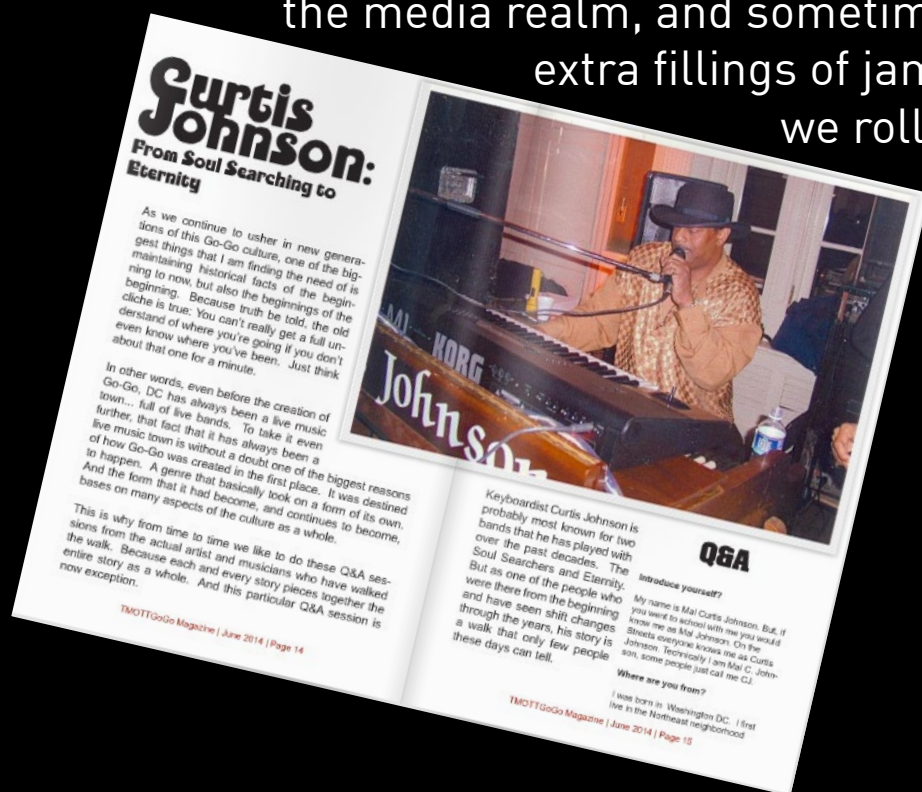 the media realm, and sometim
extra fillings of jan
we roll
Curtis
Johnson:
From Soul Searching to
Eternity
As we continue to usher in new genera-
tions of this Go-Go culture, one of the big-
gest things that I am finding the need of is
maintaining historical facts of the begin-
ning to now, but also the beginnings of the
beginning. Because truth be told, the old
cliche is true: You can't really get a full un-
derstand of where you're going if you don't
even know where you've been. Just think
about that one for a minute.
In other words, even before the creation of
Go-Go, DC has always been a live music
town... full of live bands. To take it even
further, that fact that it has always been a
live music town is without a doubt one of the biggest reasons
of how Go-Go was created in the first place. It was destined
to happen. A genre that basically took on a form of its own.
And the form that it had become, and continues to become,
bases on many aspects of the culture as a whole.
This is why from time to time we like to do these Q&A ses-
sions from the actual artist and musicians who have walked
the walk. Because each and every story pieces together the
entire story as a whole. And this particular Q&A session is
now exception.
TMOTTGoGo Magazine | June 2014 | Page 14
KORG
Johnson
Keyboardist Curtis Johnson is
probably most known for two
bands that he has played with
over the past decades. The
Soul Searchers and Eternity.
But as one of the people who
were there from the beginning
and have seen shift changes
through the years, his story is
a walk that only few people
these days can tell.
Q&A
Introduce yourself?
My name is Mal Curtis Johnson. But, if
you went to school with me you would
know me as Mal Johnson. On the
Streets everyone knows me as Curtis
Johnson. Technically I am Mal C. John-
son, some people just call me CJ.
Where are you from?
I was born in Washington DC. I first
live in the Northeast neighborhood
TMOTTGoGo Magazine | June 2014 | Page 15